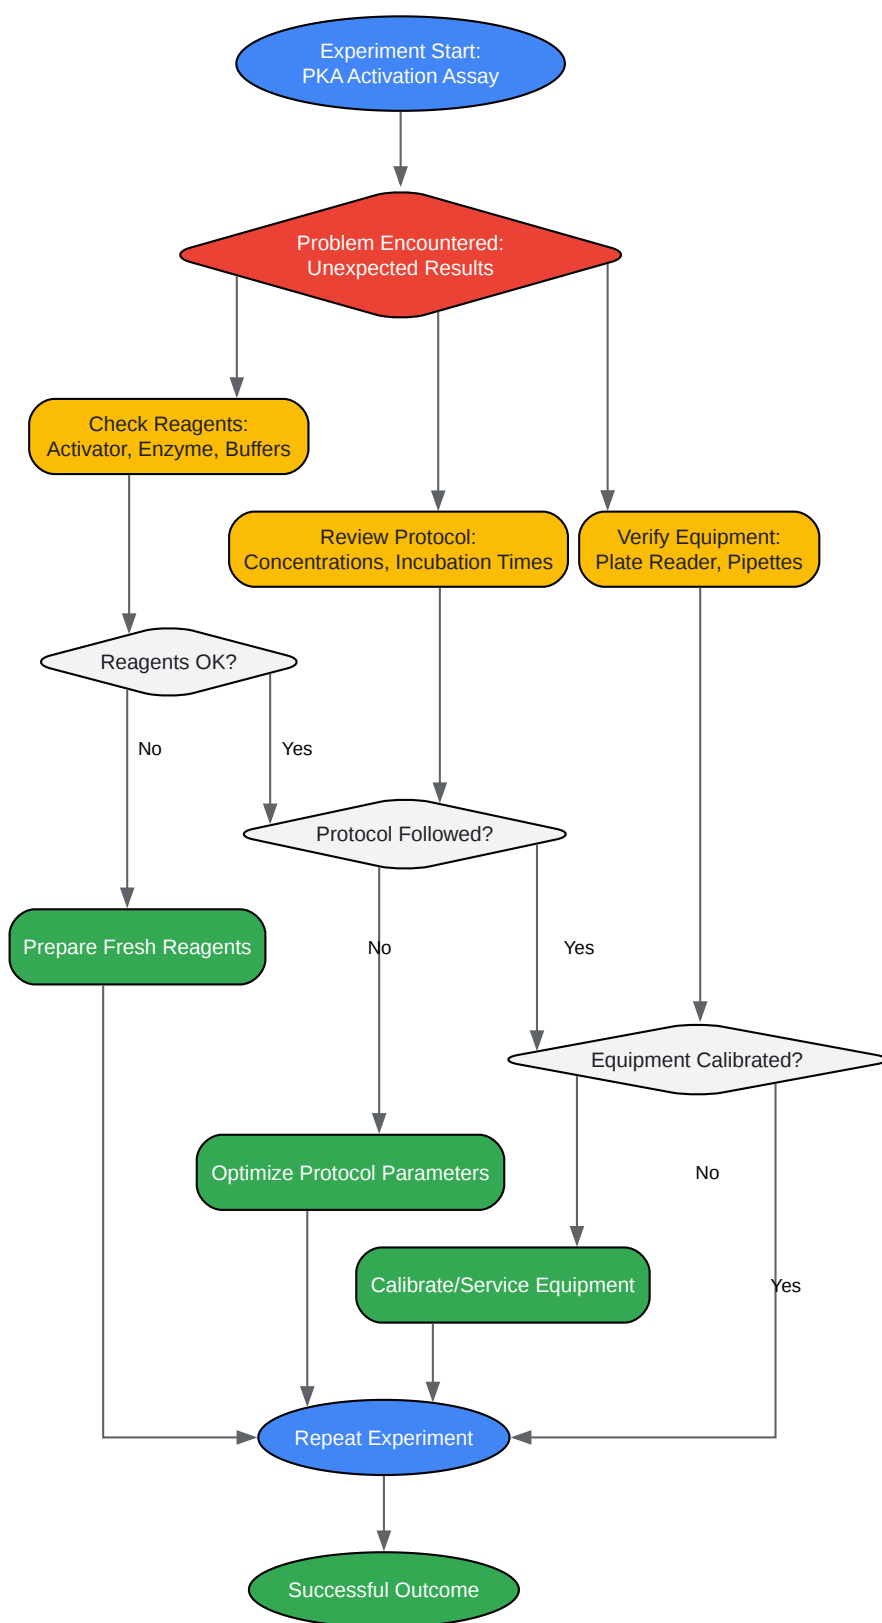 Experiment Start:
PKA Activation Assay
Problem Encountered:
Unexpected Results
Check Reagents:
Activator, Enzyme, Buffers
Review Protocol:
Concentrations, Incubation Times
Verify Equipment:
Plate Reader, Pipettes
Reagents OK?
No
Yes
Protocol Followed?
Prepare Fresh Reagents
No
Yes
Equipment Calibrated?
Optimize Protocol Parameters
No
Calibrate/Service Equipment
Yes
Repeat Experiment
Successful Outcome